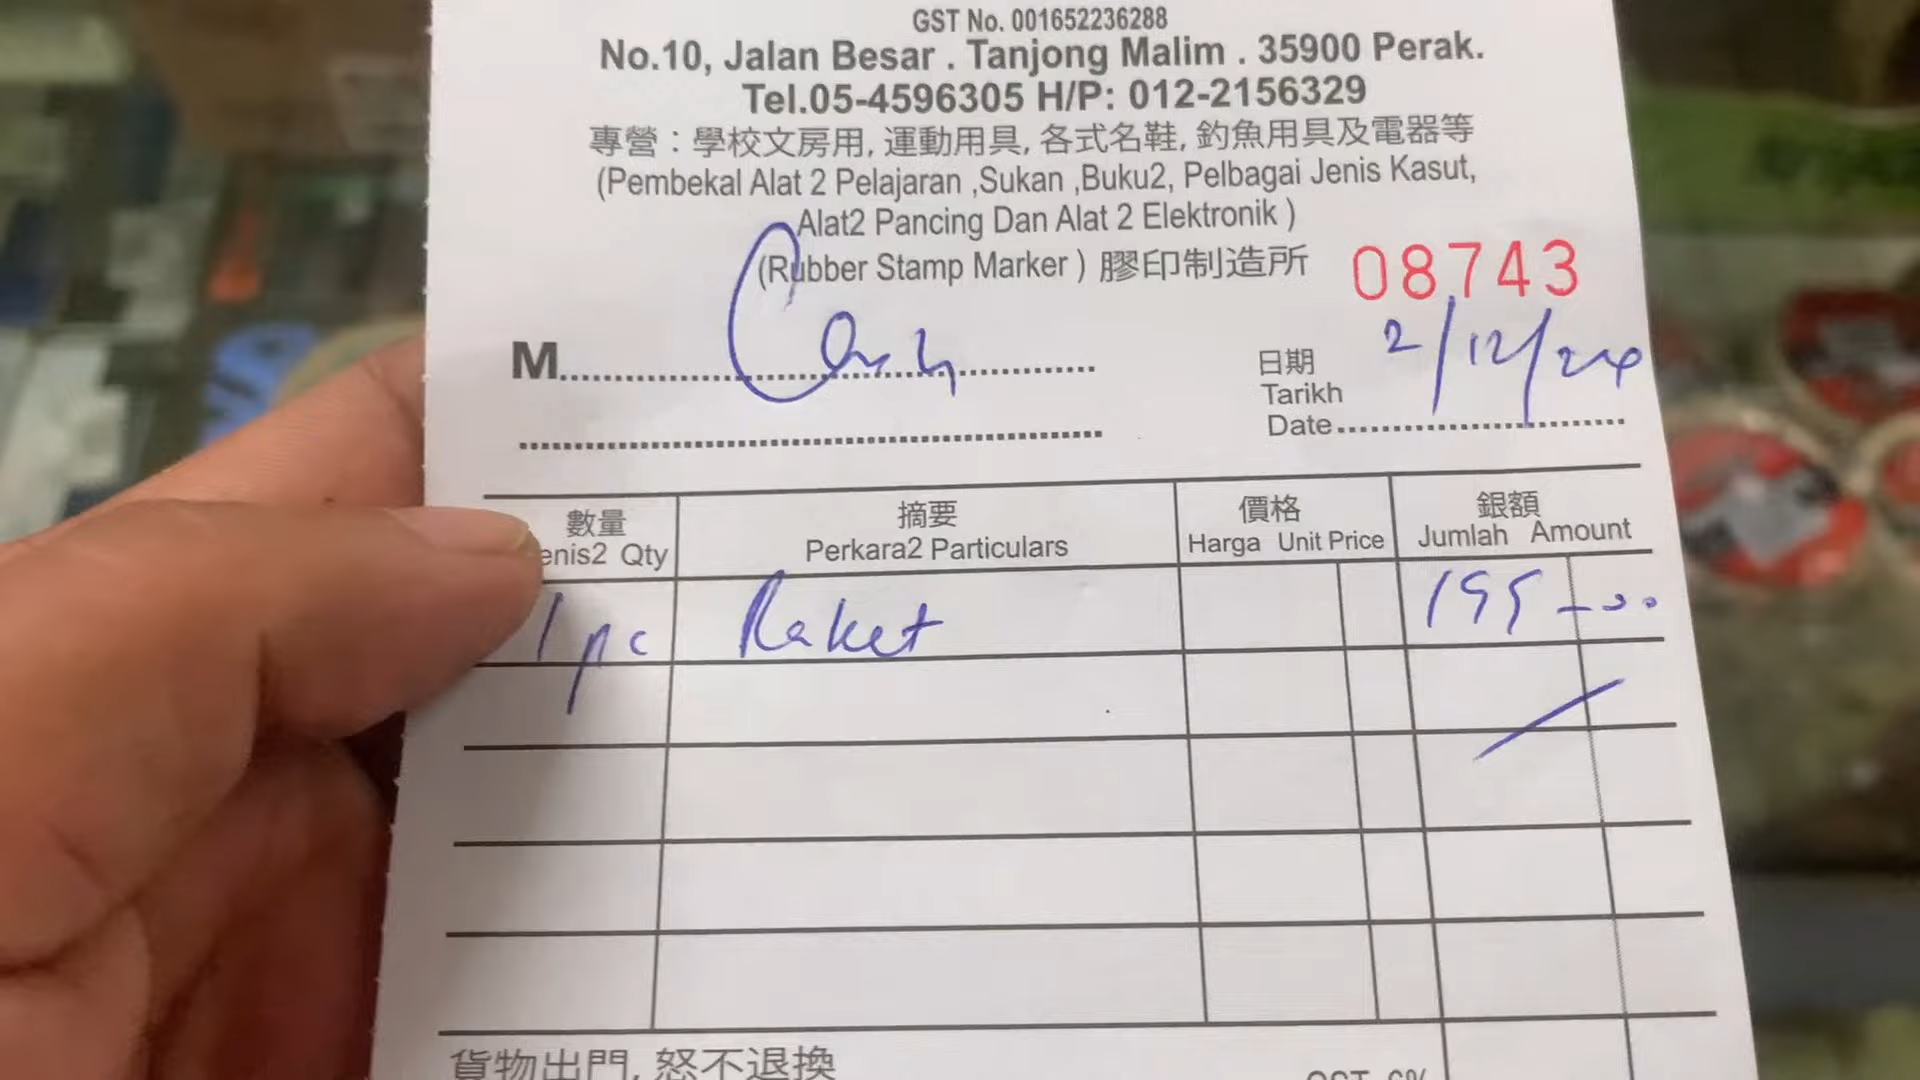 GST No. 001652236288
No.10, Jalan Besar . Tanjong Malim . 35900 Perak.
Tel.05-4596305 H/P: 012-2156329
專營：學校文房用, 運動用具, 各式名鞋, 釣魚用具及電器等
(Pembekal Alat 2 Pelajaran ,Sukan ,Buku2, Pelbagai Jenis Kasut,
Alat2 Pancing Dan Alat 2 Elektronik )
(Rubber Stamp Marker ) 膠印制造所 08743
M Cash
日期
Tarikh
Date 2/12/24
數量 摘要 價格 銀額
enis2 Qty Perkara2 Particulars Harga Unit Price Jumlah Amount
1 pc Raket
貨物出門, 怒不退換